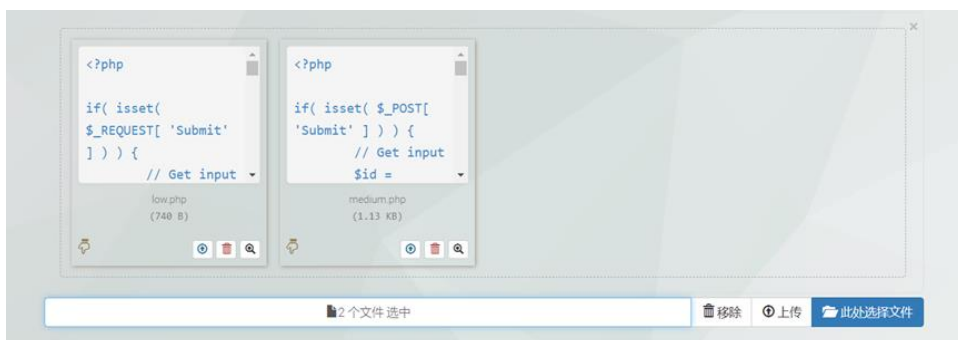 <?php
if( isset(
$_REQUEST[ 'Submit'
] ) ) {
// Get input
low.php
(740 B)
<?php
if( isset( $_POST[
'Submit' ] ) ) {
// Get input
$id =
medium.php
(1.13 KB)
2 个文件 选中
移除
上传
此处选择文件